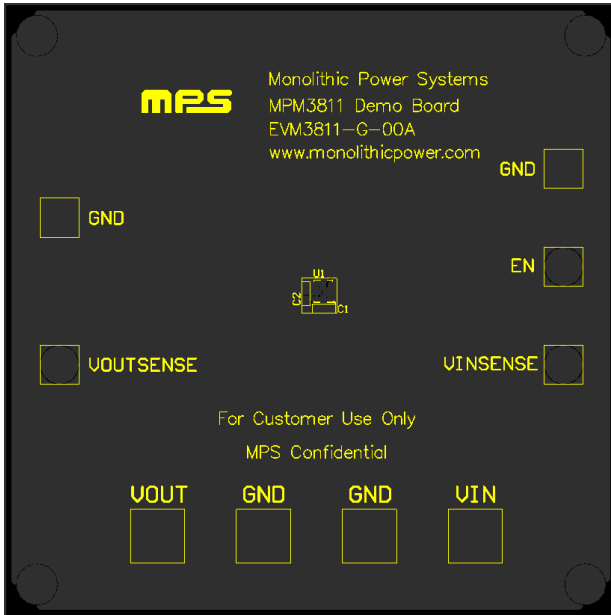 MPS
Monolithic Power Systems
MPM3811 Demo Board
EVM3811-G-00A
www.monolithicpower.com
GND
GND
EN
U1
C2
C1
VOUTSENSE
VINSENSE
For Customer Use Only
MPS Confidential
VOUT GND GND VIN